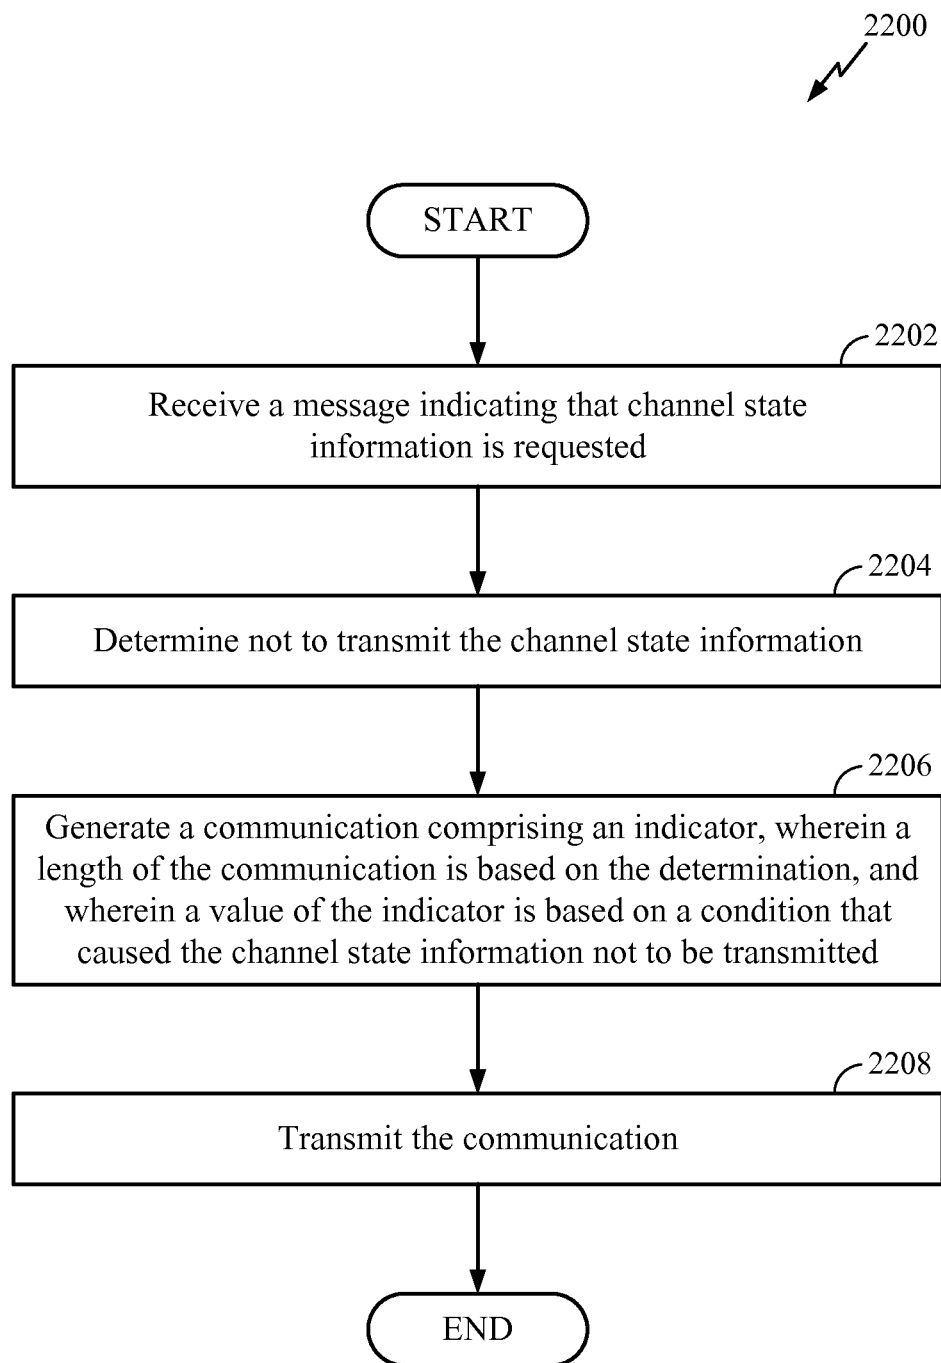 2200
START
2202
Receive a message indicating that channel state
information is requested
2204
Determine not to transmit the channel state information
2206
Generate a communication comprising an indicator, wherein a
length of the communication is based on the determination, and
wherein a value of the indicator is based on a condition that
caused the channel state information not to be transmitted
2208
Transmit the communication
END